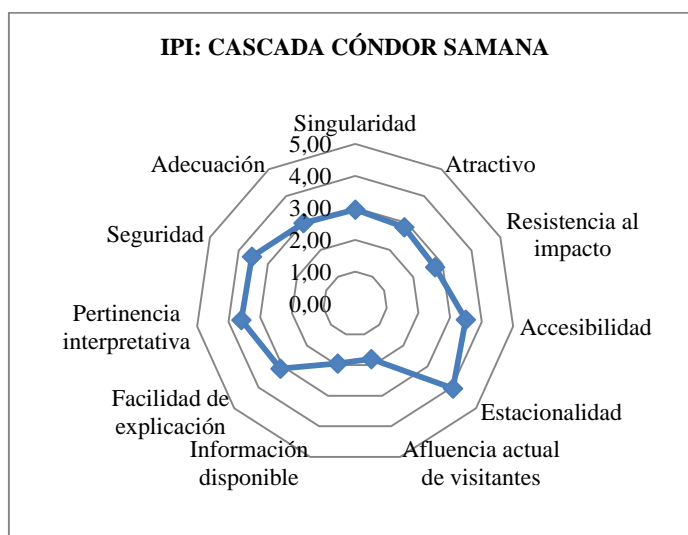 IPI: CASCADA CÓNDOR SAMANA
Singularidad
Atractivo
Resistencia al
impacto
Accesibilidad
Estacionalidad
Afluencia actual
de visitantes
Información
disponible
Facilidad de
explicación
Pertinencia
interpretativa
Seguridad
Adecuación
5,00
4,00
3,00
2,00
1,00
0,00